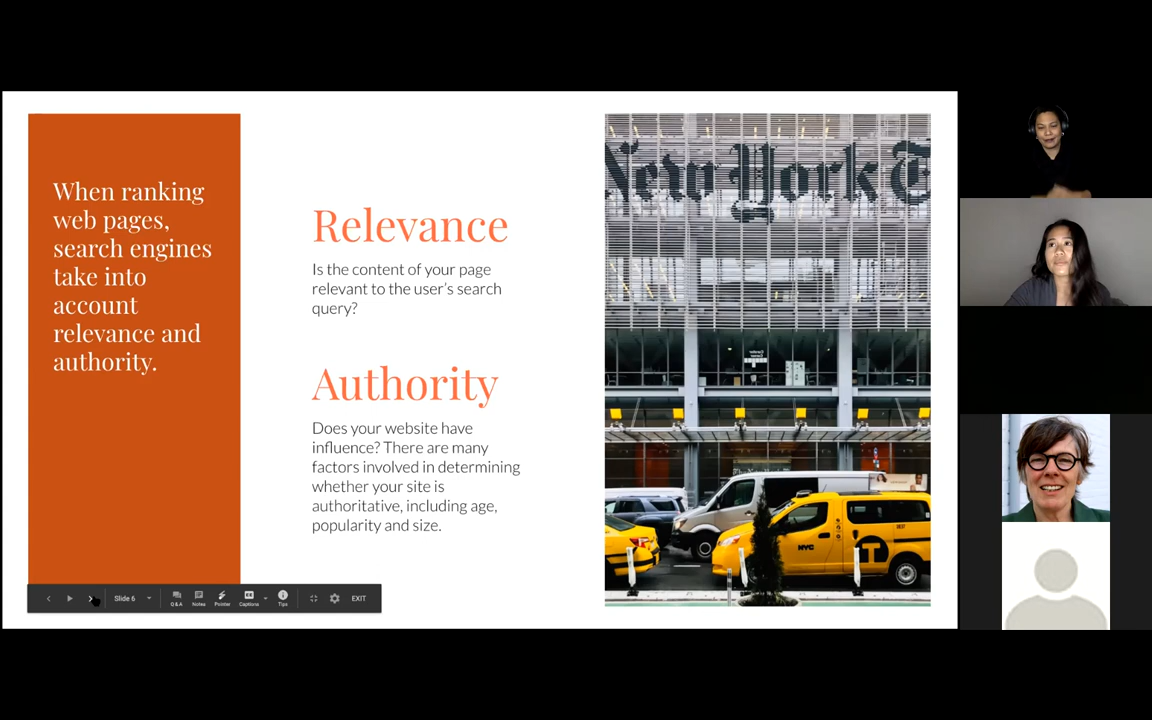 When ranking
web pages,
search engines
take into
account
relevance and
authority.
Relevance
Is the content of your page
relevant to the user's search
query?
Authority
Does your website have
influence? There are many
factors involved in determining
whether your site is
authoritative, including age,
popularity and size.
New York T
NYC
T
Slide 6
Q&A
Notes
Pointer
Captions
Tips
EXIT